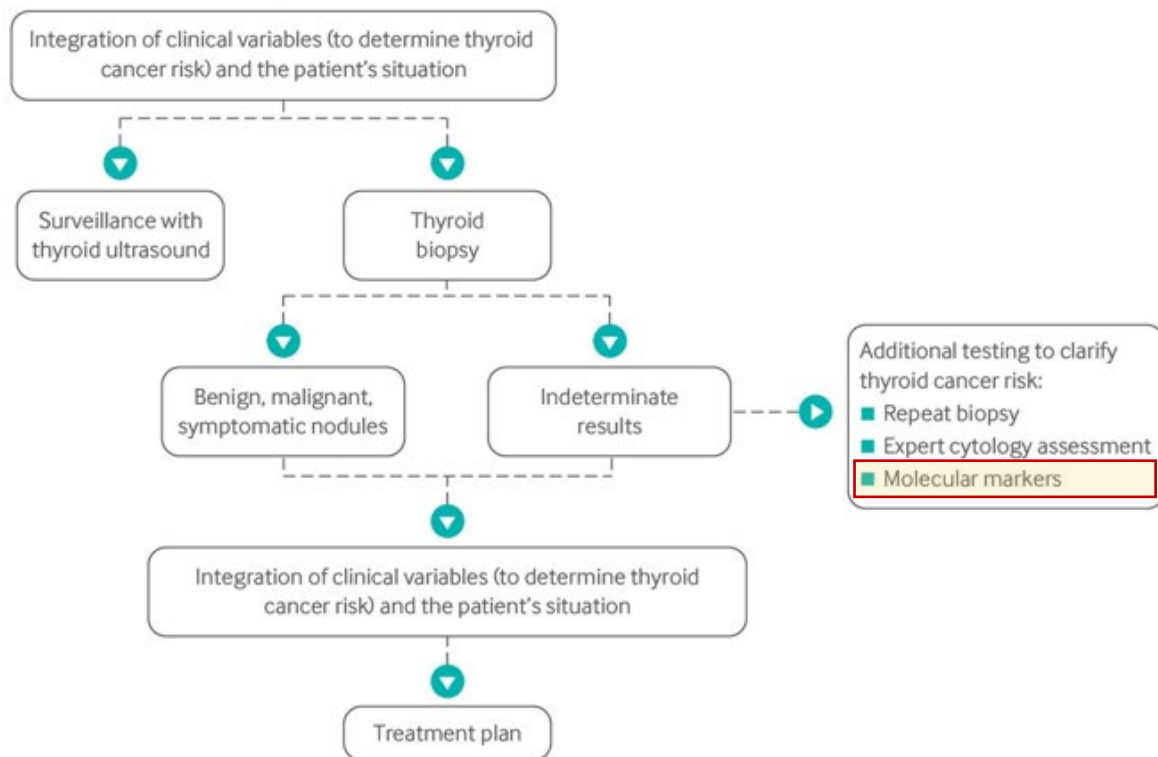 Integration of clinical variables (to determine thyroid
cancer risk) and the patient's situation
Surveillance with
thyroid ultrasound
Thyroid
biopsy
Benign, malignant,
symptomatic nodules
Indeterminate
results
Additional testing to clarify
thyroid cancer risk:
Repeat biopsy
Expert cytology assessment
Molecular markers
Integration of clinical variables (to determine thyroid
cancer risk) and the patient's situation
Treatment plan